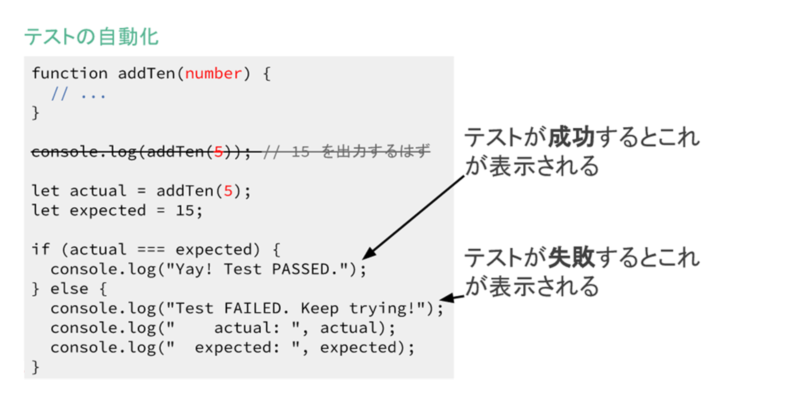 テストの自動化
function addTen(number) {
  // ...
}
console.log(addTen(5)); // 15 を出力するはず
let actual = addTen(5);
let expected = 15;
if (actual === expected) {
  console.log("Yay! Test PASSED.");
} else {
  console.log("Test FAILED. Keep trying!");
  console.log("    actual: ", actual);
  console.log("  expected: ", expected);
}
テストが成功するとこれ
が表示される
テストが失敗するとこれ
が表示される